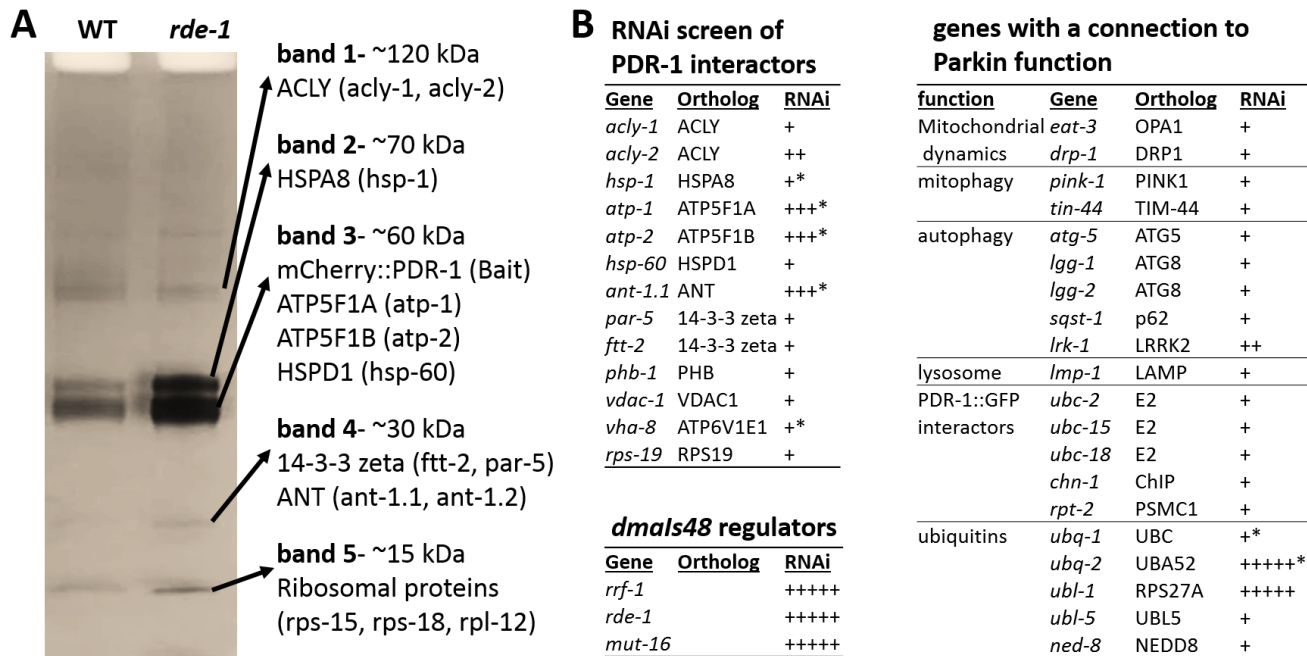 A
WT rde-1
band 1- ~120 kDa
ACLY (acly-1, acly-2)
band 2- ~70 kDa
HSPA8 (hsp-1)
band 3- ~60 kDa
mCherry::PDR-1 (Bait)
ATP5F1A (atp-1)
ATP5F1B (atp-2)
HSPD1 (hsp-60)
band 4- ~30 kDa
14-3-3 zeta (ftt-2, par-5)
ANT (ant-1.1, ant-1.2)
band 5- ~15 kDa
Ribosomal proteins
(rps-15, rps-18, rpl-12)
B
RNAi screen of
PDR-1 interactors
Gene Ortholog RNAi
acly-1 ACLY +
acly-2 ACLY ++
hsp-1 HSPA8 +*
atp-1 ATP5F1A +++*
atp-2 ATP5F1B +++*
hsp-60 HSPD1 +
ant-1.1 ANT +++*
par-5 14-3-3 zeta +
ftt-2 14-3-3 zeta +
phb-1 PHB +
vdac-1 VDAC1 +
vha-8 ATP6V1E1 +*
rps-19 RPS19 +
dmaIs48 regulators
Gene Ortholog RNAi
rrf-1 +++++
rde-1 +++++
mut-16 +++++
genes with a connection to
Parkin function
function Gene Ortholog RNAi
Mitochondrial eat-3 OPA1 +
dynamics drp-1 DRP1 +
mitophagy pink-1 PINK1 +
tin-44 TIM-44 +
autophagy atg-5 ATG5 +
lgg-1 ATG8 +
lgg-2 ATG8 +
sqst-1 p62 +
lrk-1 LRRK2 ++
lysosome lmp-1 LAMP +
PDR-1::GFP ubc-2 E2 +
interactors ubc-15 E2 +
ubc-18 E2 +
chn-1 ChIP +
rpt-2 PSMC1 +
ubiquitins ubq-1 UBC +*
ubq-2 UBA52 +++++*
ubl-1 RPS27A +++++
ubl-5 UBL5 +
ned-8 NEDD8 +